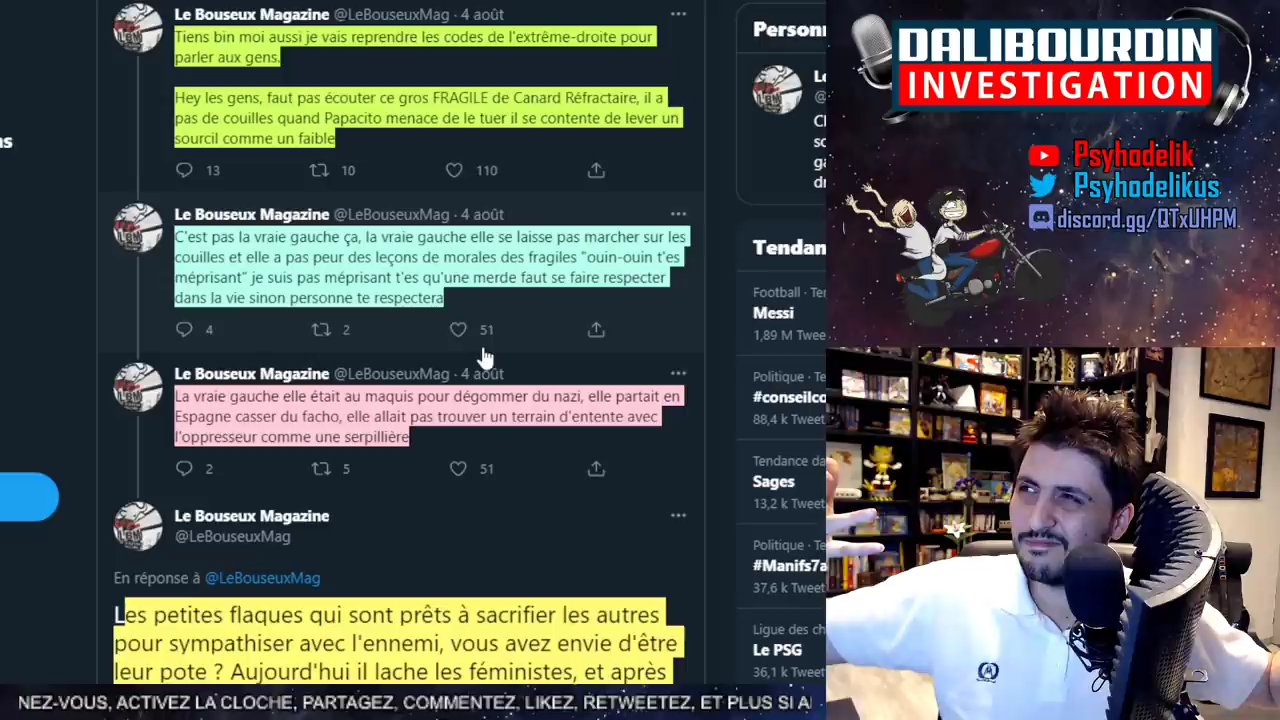 Le Bouseux Magazine @LeBouseuxMag · 4 août
Tiens bin moi aussi je vais reprendre les codes de l'extrême-droite pour
parler aux gens.
Hey les gens, faut pas écouter ce gros FRAGILE de Canard Réfractaire, il a
pas de couilles quand Papacito menace de le tuer il se contente de lever un
sourcil comme un faible
13 10 110
Le Bouseux Magazine @LeBouseuxMag · 4 août
C'est pas la vraie gauche ça, la vraie gauche elle se laisse pas marcher sur les
couilles et elle a pas peur des leçons de morales des fragiles "ouin-ouin t'es
méprisant" je suis pas méprisant t'es qu'une merde faut se faire respecter
dans la vie sinon personne te respectera
4 2 51
Le Bouseux Magazine @LeBouseuxMag · 4 août
La vraie gauche elle était au maquis pour dégommer du nazi, elle partait en
Espagne casser du facho, elle allait pas trouver un terrain d'entente avec
l'oppresseur comme une serpillière
2 5 51
Le Bouseux Magazine
@LeBouseuxMag
En réponse à @LeBouseuxMag
Les petites flaques qui sont prêts à sacrifier les autres
pour sympathiser avec l'ennemi, vous avez envie d'être
leur pote ? Aujourd'hui il lache les féministes, et après
Personn
L
@
C
s
g
d
Tendan
Football · Ter
Messi
1,89 M Twee
Politique · Te
#conseilco
88,4 k Tweet
Tendance da
Sages
13,2 k Tweet
Politique · Te
#Manifs7a
37,6 k Tweet
Ligue des ch
Le PSG
36,1 k Tweet
DALIBOURDIN
INVESTIGATION
Psyhodelik
Psyhodelikus
discord.gg/QTxUHPM
NEZ-VOUS, ACTIVEZ LA CLOCHE, PARTAGEZ, COMMENTEZ, LIKEZ, RETWEETEZ, ET PLUS SI A